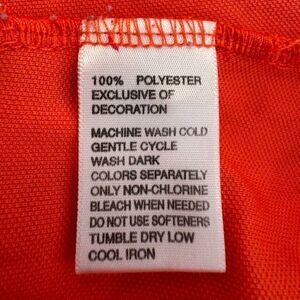 100% POLYESTER
EXCLUSIVE OF
DECORATION
MACHINE WASH COLD
GENTLE CYCLE
WASH DARK
COLORS SEPARATELY
ONLY NON-CHLORINE
BLEACH WHEN NEEDED
DO NOT USE SOFTENERS
TUMBLE DRY LOW
COOL IRON